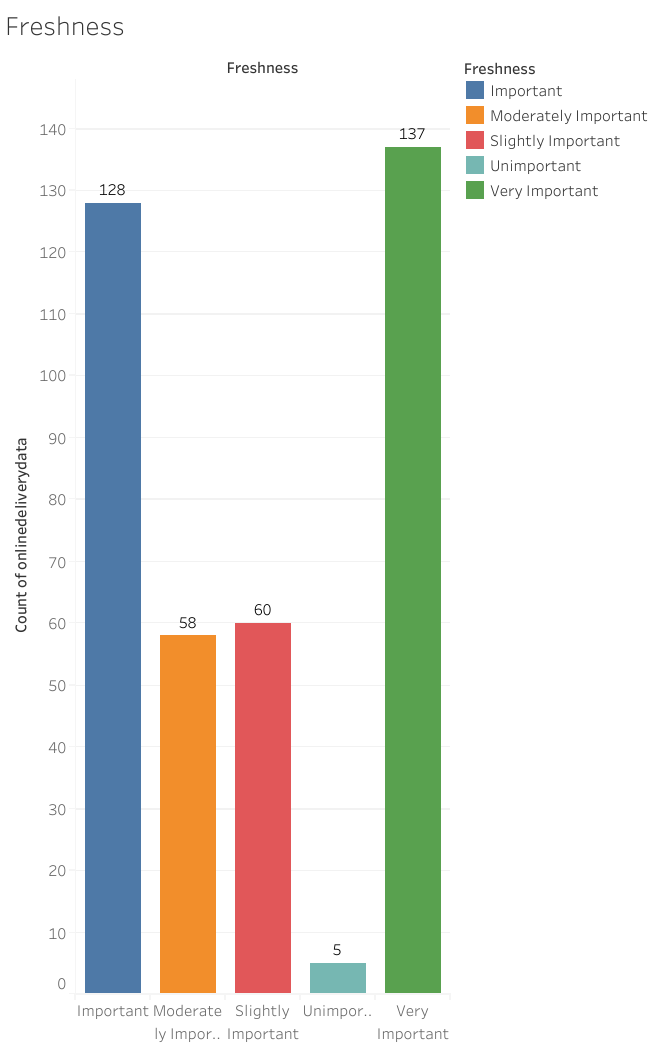 Freshness
Freshness
Freshness
Important
Moderately Important
Slightly Important
Unimportant
Very Important
140
130
120
110
100
90
80
70
60
50
40
30
20
10
0
Count of onlinedeliverydata
128
58
60
5
137
Important Moderate Slightly Unimpor.. Very
ly Impor.. Important Important